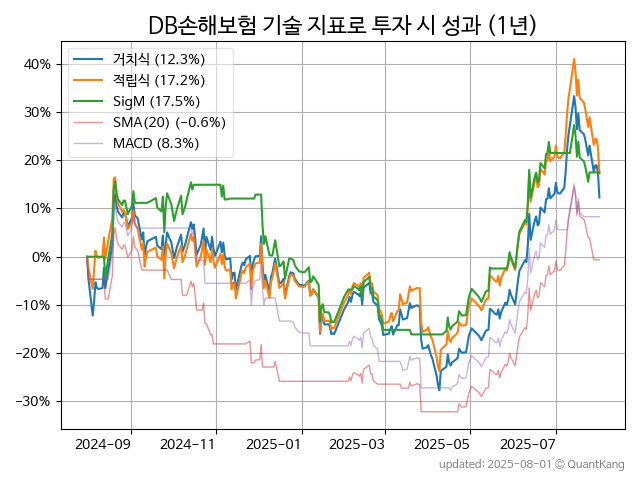 DB손해보험 기술 지표로 투자 시 성과 (1년)
거치식 (12.3%)
적립식 (17.2%)
SigM (17.5%)
SMA(20) (−0.6%)
MACD (8.3%)
40%
30%
20%
10%
0%
−10%
−20%
−30%
2024-09 2024-11 2025-01 2025-03 2025-05 2025-07
updated: 2025-08-01 © QuantKang